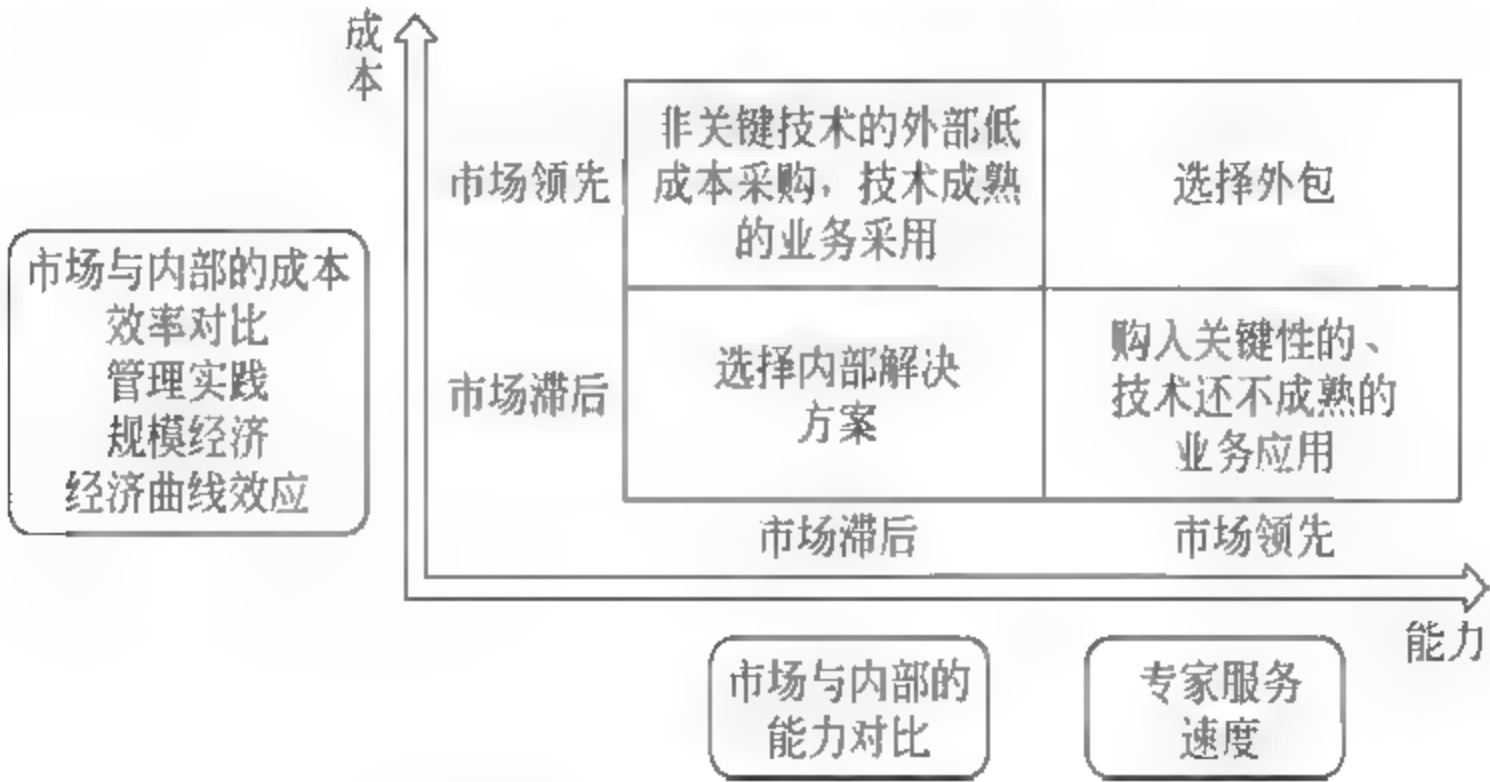 成
本
市场领先
非关键技术的外部低
成本采购，技术成熟
的业务采用
选择外包
市场与内部的成本
效率对比
管理实践
规模经济
经济曲线效应
市场滞后
选择内部解决
方案
购入关键性的、
技术还不成熟的
业务应用
市场滞后
市场领先
能力
市场与内部的
能力对比
专家服务
速度